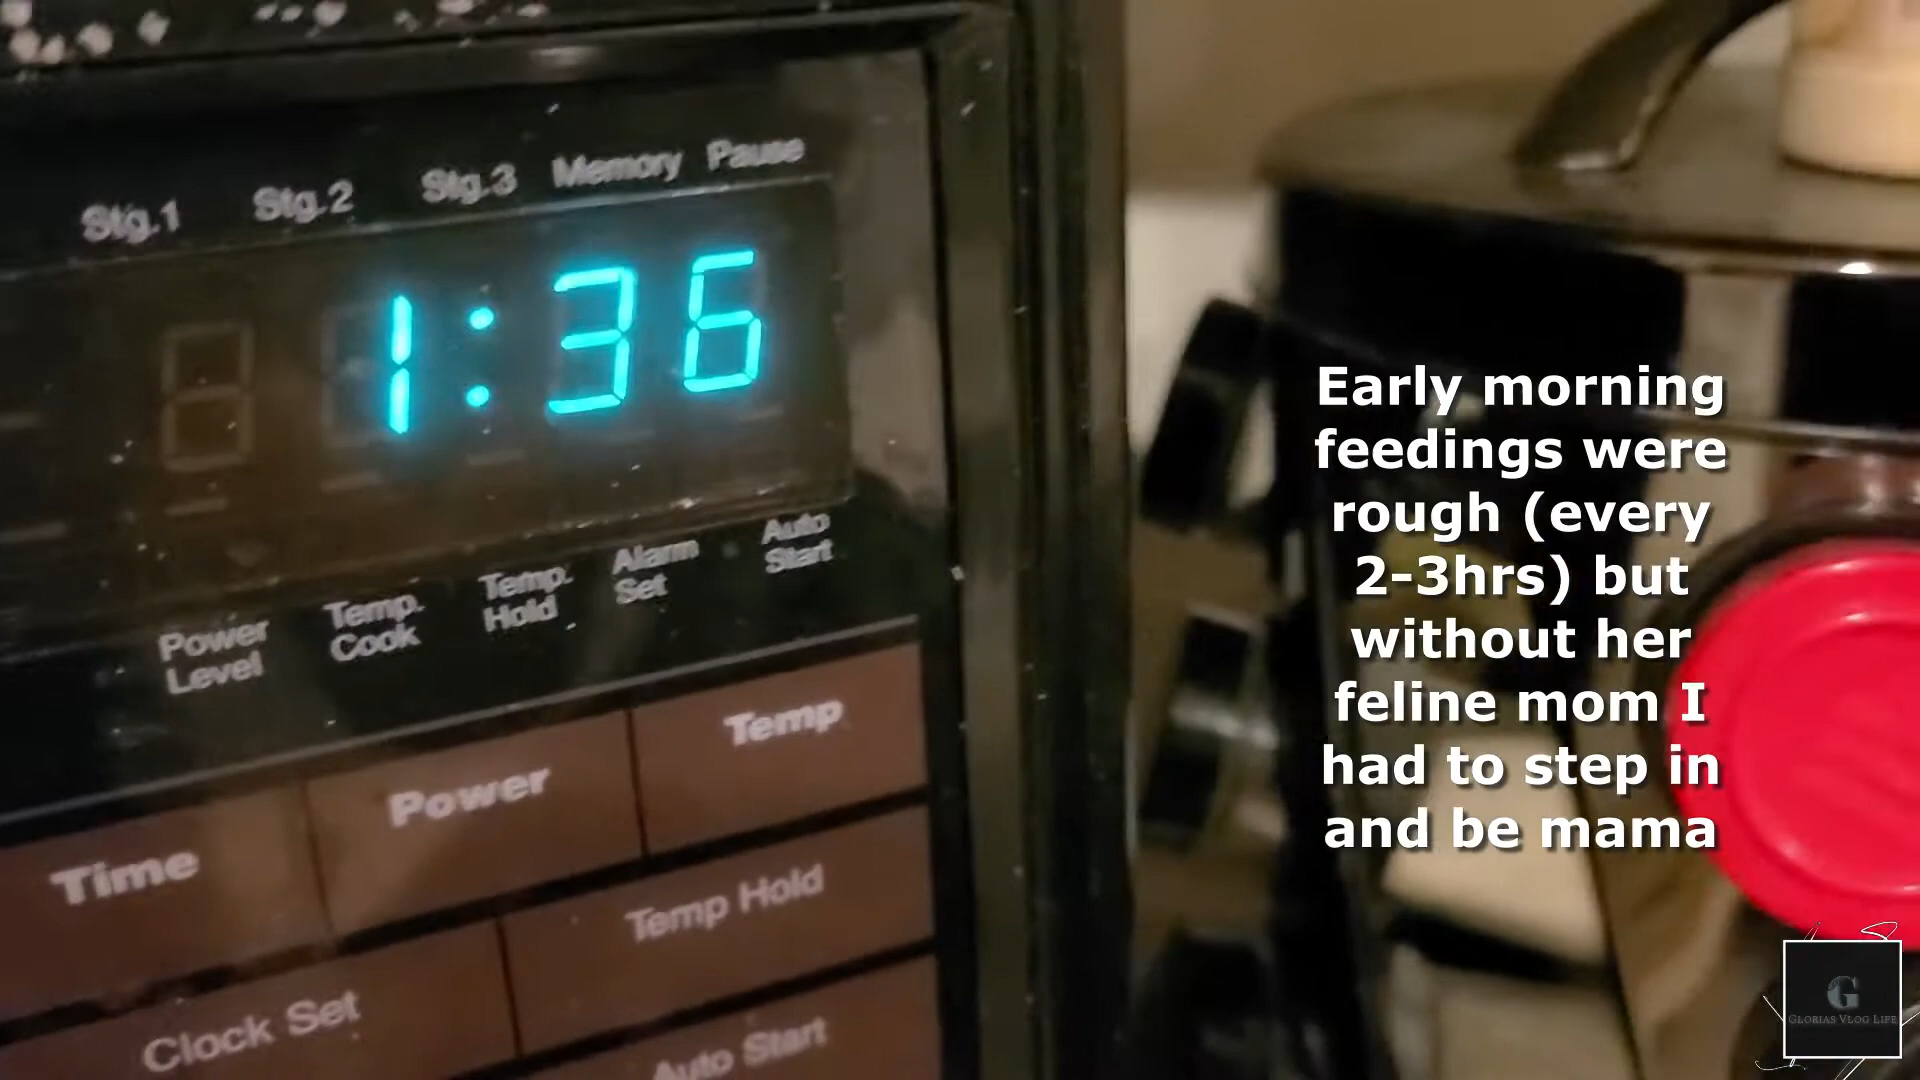 Stg.1 Stg.2 Stg.3 Memory Pause
1:36
Power Level
Temp. Cook
Temp. Hold
Alarm Set
Auto Start
Time Power Temp
Clock Set Temp Hold
Auto Start
Early morning
feedings were
rough (every
2-3hrs) but
without her
feline mom I
had to step in
and be mama
G
GLORIAS VLOG LIFE